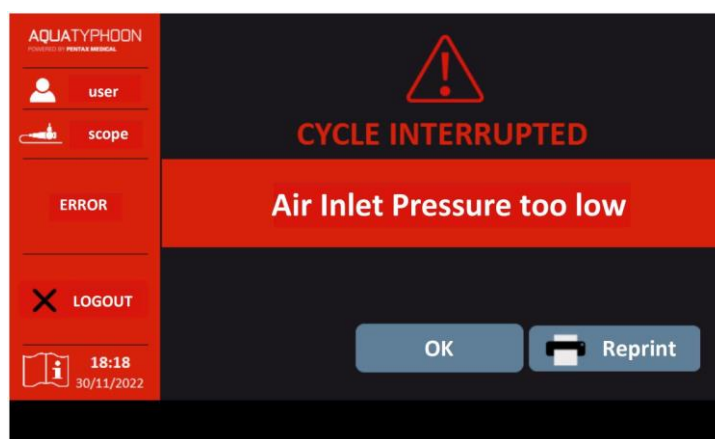 AQUATYPHOON
POWERED BY PENTAX MEDICAL
user
scope
ERROR
LOGOUT
18:18
30/11/2022
CYCLE INTERRUPTED
Air Inlet Pressure too low
OK
Reprint